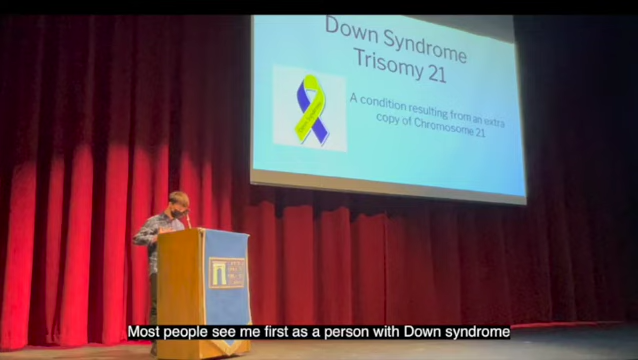 Down Syndrome
Trisomy 21
A condition resulting from an extra
copy of Chromosome 21
Most people see me first as a person with Down syndrome